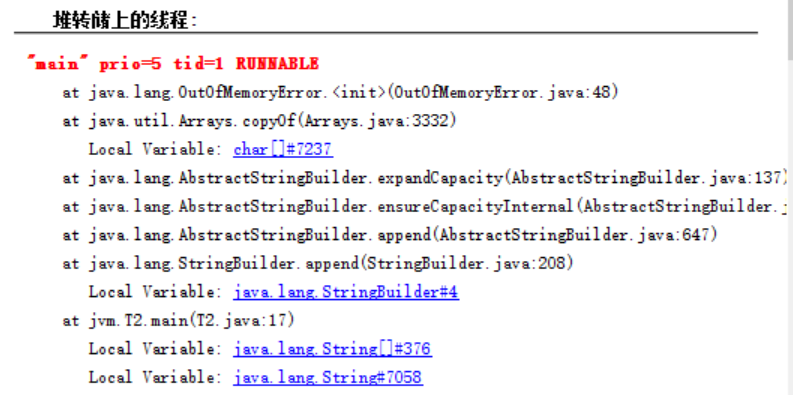 堆转储上的线程:
"main" prio=5 tid=1 RUNNABLE
at java.lang.OutOfMemoryError.<init>(OutOfMemoryError.java:48)
at java.util.Arrays.copyOf(Arrays.java:3332)
Local Variable: char[]#7237
at java.lang.AbstractStringBuilder.expandCapacity(AbstractStringBuilder.java:137)
at java.lang.AbstractStringBuilder.ensureCapacityInternal(AbstractStringBuilder.
at java.lang.AbstractStringBuilder.append(AbstractStringBuilder.java:647)
at java.lang.StringBuilder.append(StringBuilder.java:208)
Local Variable: java.lang.StringBuilder#4
at jvm.T2.main(T2.java:17)
Local Variable: java.lang.String[]#376
Local Variable: java.lang.String#7058